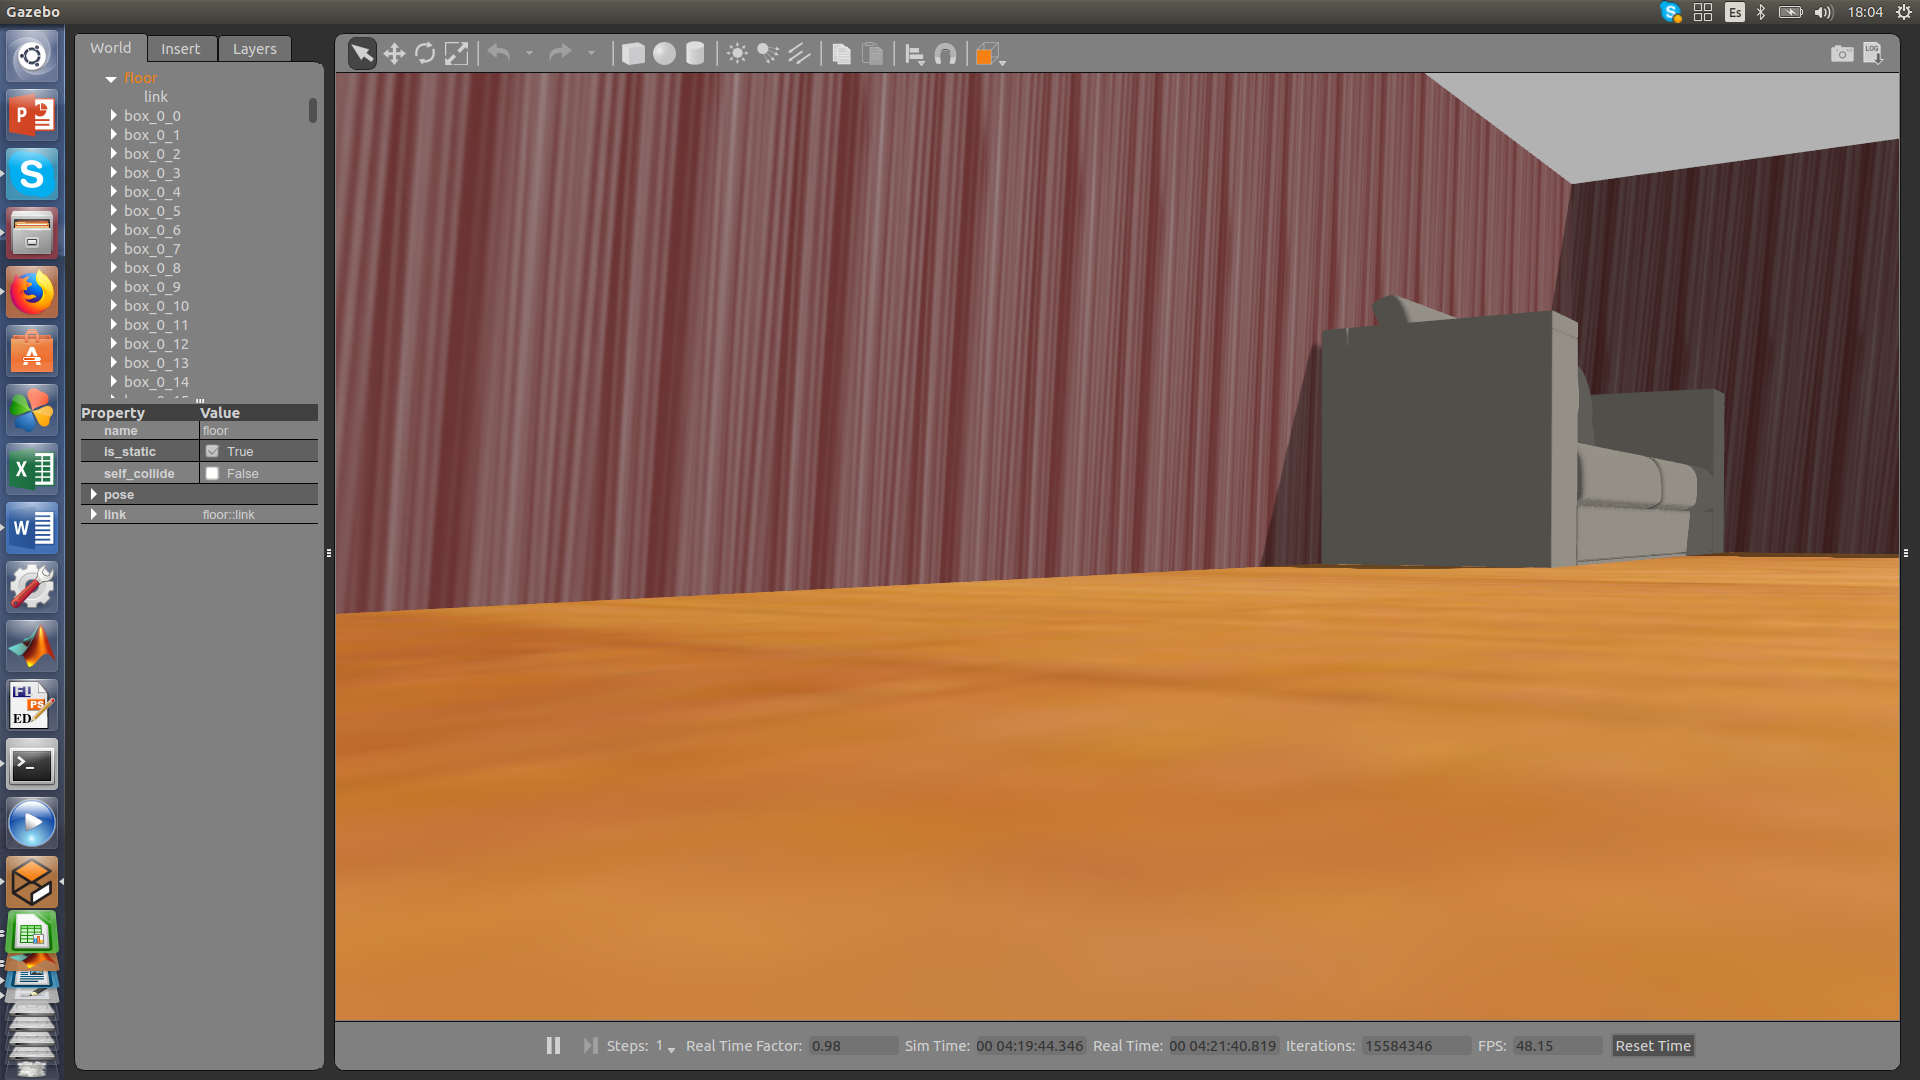 Gazebo
Es
18:04
World Insert Layers
LOG
floor
link
box_0_0
box_0_1
box_0_2
box_0_3
box_0_4
box_0_5
box_0_6
box_0_7
box_0_8
box_0_9
box_0_10
box_0_11
box_0_12
box_0_13
box_0_14
Property Value
name floor
is_static True
self_collide False
pose
link floor::link
P
S
A
X
W
PS
ED
>_
Steps: 1 Real Time Factor: 0.98 Sim Time: 00 04:19:44.346 Real Time: 00 04:21:40.819 Iterations: 15584346 FPS: 48.15 Reset Time